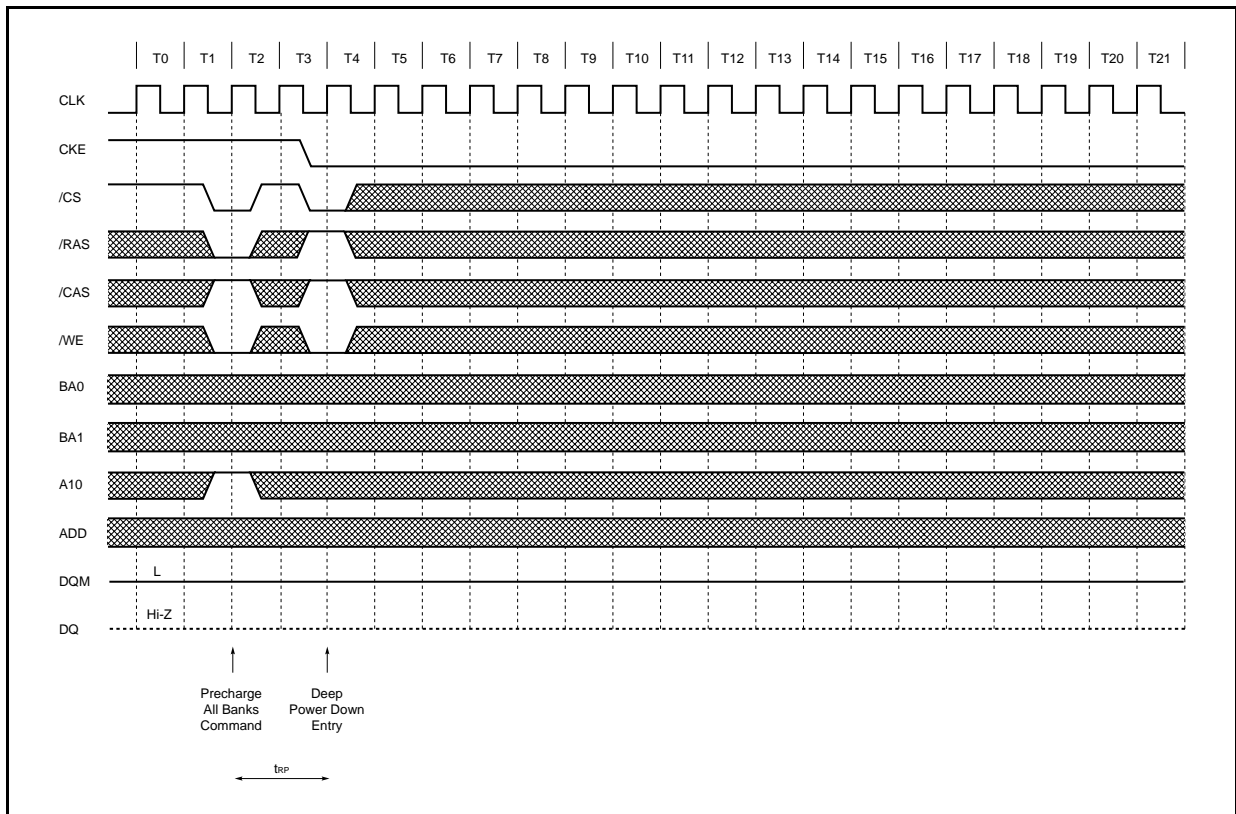 T0 T1 T2 T3 T4 T5 T6 T7 T8 T9 T10 T11 T12 T13 T14 T15 T16 T17 T18 T19 T20 T21
CLK
CKE
/CS
/RAS
/CAS
/WE
BA0
BA1
A10
ADD
L
DQM
Hi-Z
DQ
Precharge
All Banks
Command
Deep
Power Down
Entry
tRP